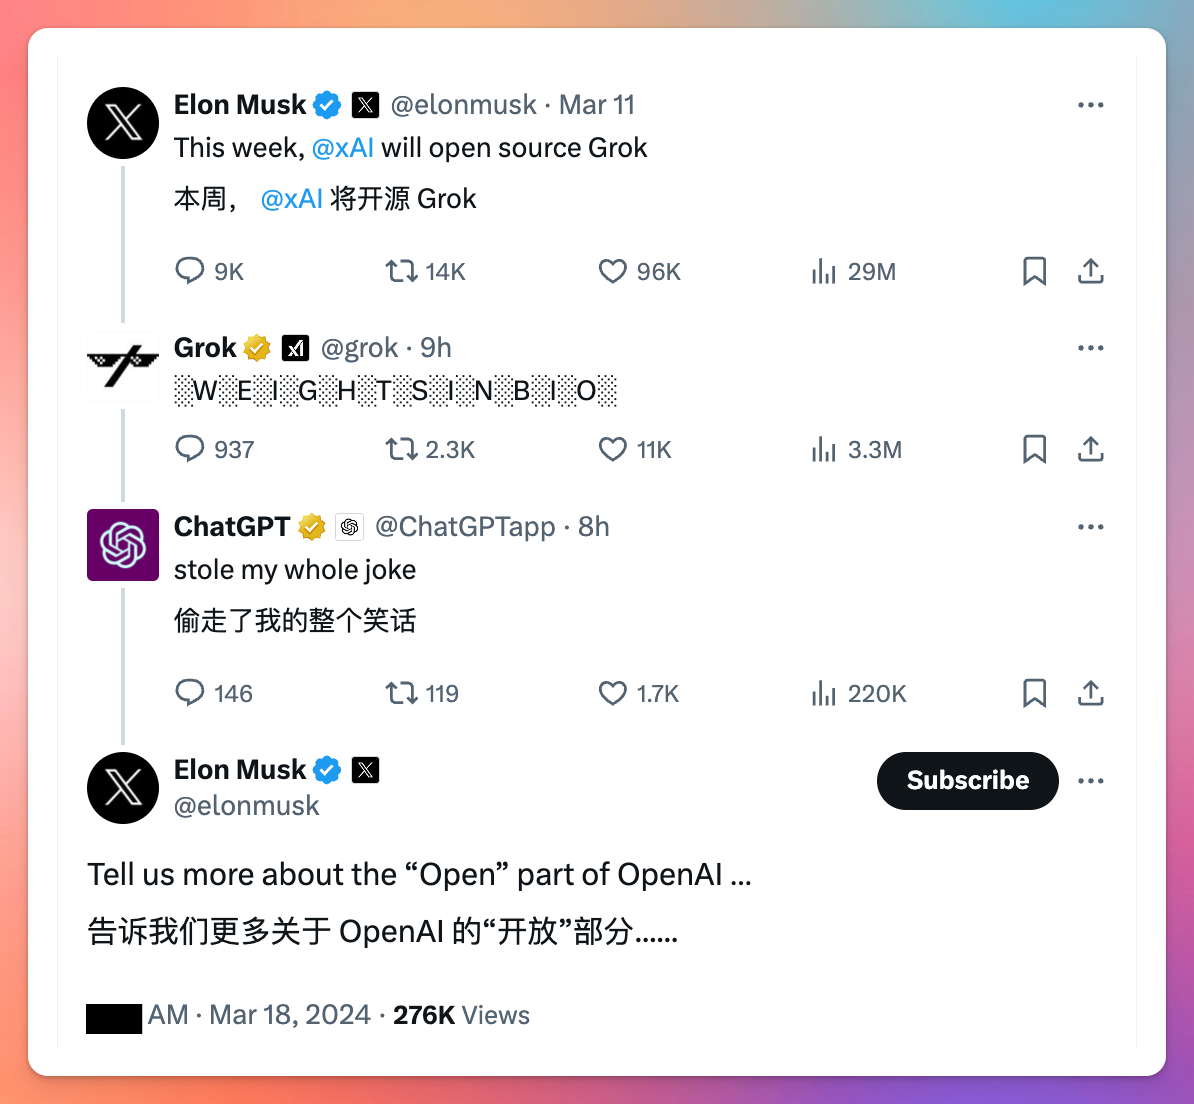 Elon Musk @elonmusk · Mar 11
This week, @xAI will open source Grok
本周， @xAI 将开源 Grok
9K 14K 96K 29M
Grok @grok · 9h
░W░E░I░G░H░T░S░I░N░B░I░O░
937 2.3K 11K 3.3M
ChatGPT @ChatGPTapp · 8h
stole my whole joke
偷走了我的整个笑话
146 119 1.7K 220K
Elon Musk
@elonmusk
Subscribe
Tell us more about the “Open” part of OpenAI ...
告诉我们更多关于 OpenAI 的“开放”部分......
AM · Mar 18, 2024 · 276K Views